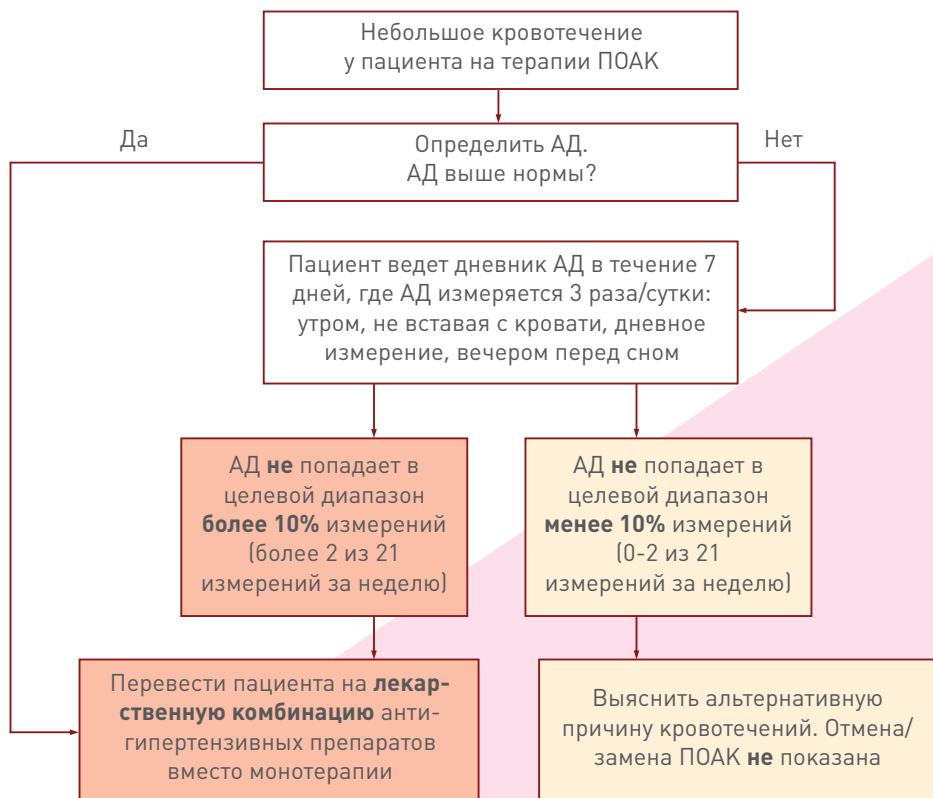 Небольшое кровотечение
у пациента на терапии ПОАК
Да
Определить АД.
АД выше нормы?
Нет
Пациент ведет дневник АД в течение 7
дней, где АД измеряется 3 раза/сутки:
утром, не вставая с кровати, дневное
измерение, вечером перед сном
АД не попадает в
целевой диапазон
более 10% измерений
(более 2 из 21
измерений за неделю)
АД не попадает в
целевой диапазон
менее 10% измерений
(0-2 из 21
измерений за неделю)
Перевести пациента на лекар-
ственную комбинацию анти-
гипертензивных препаратов
вместо монотерапии
Выяснить альтернативную
причину кровотечений. Отмена/
замена ПОАК не показана